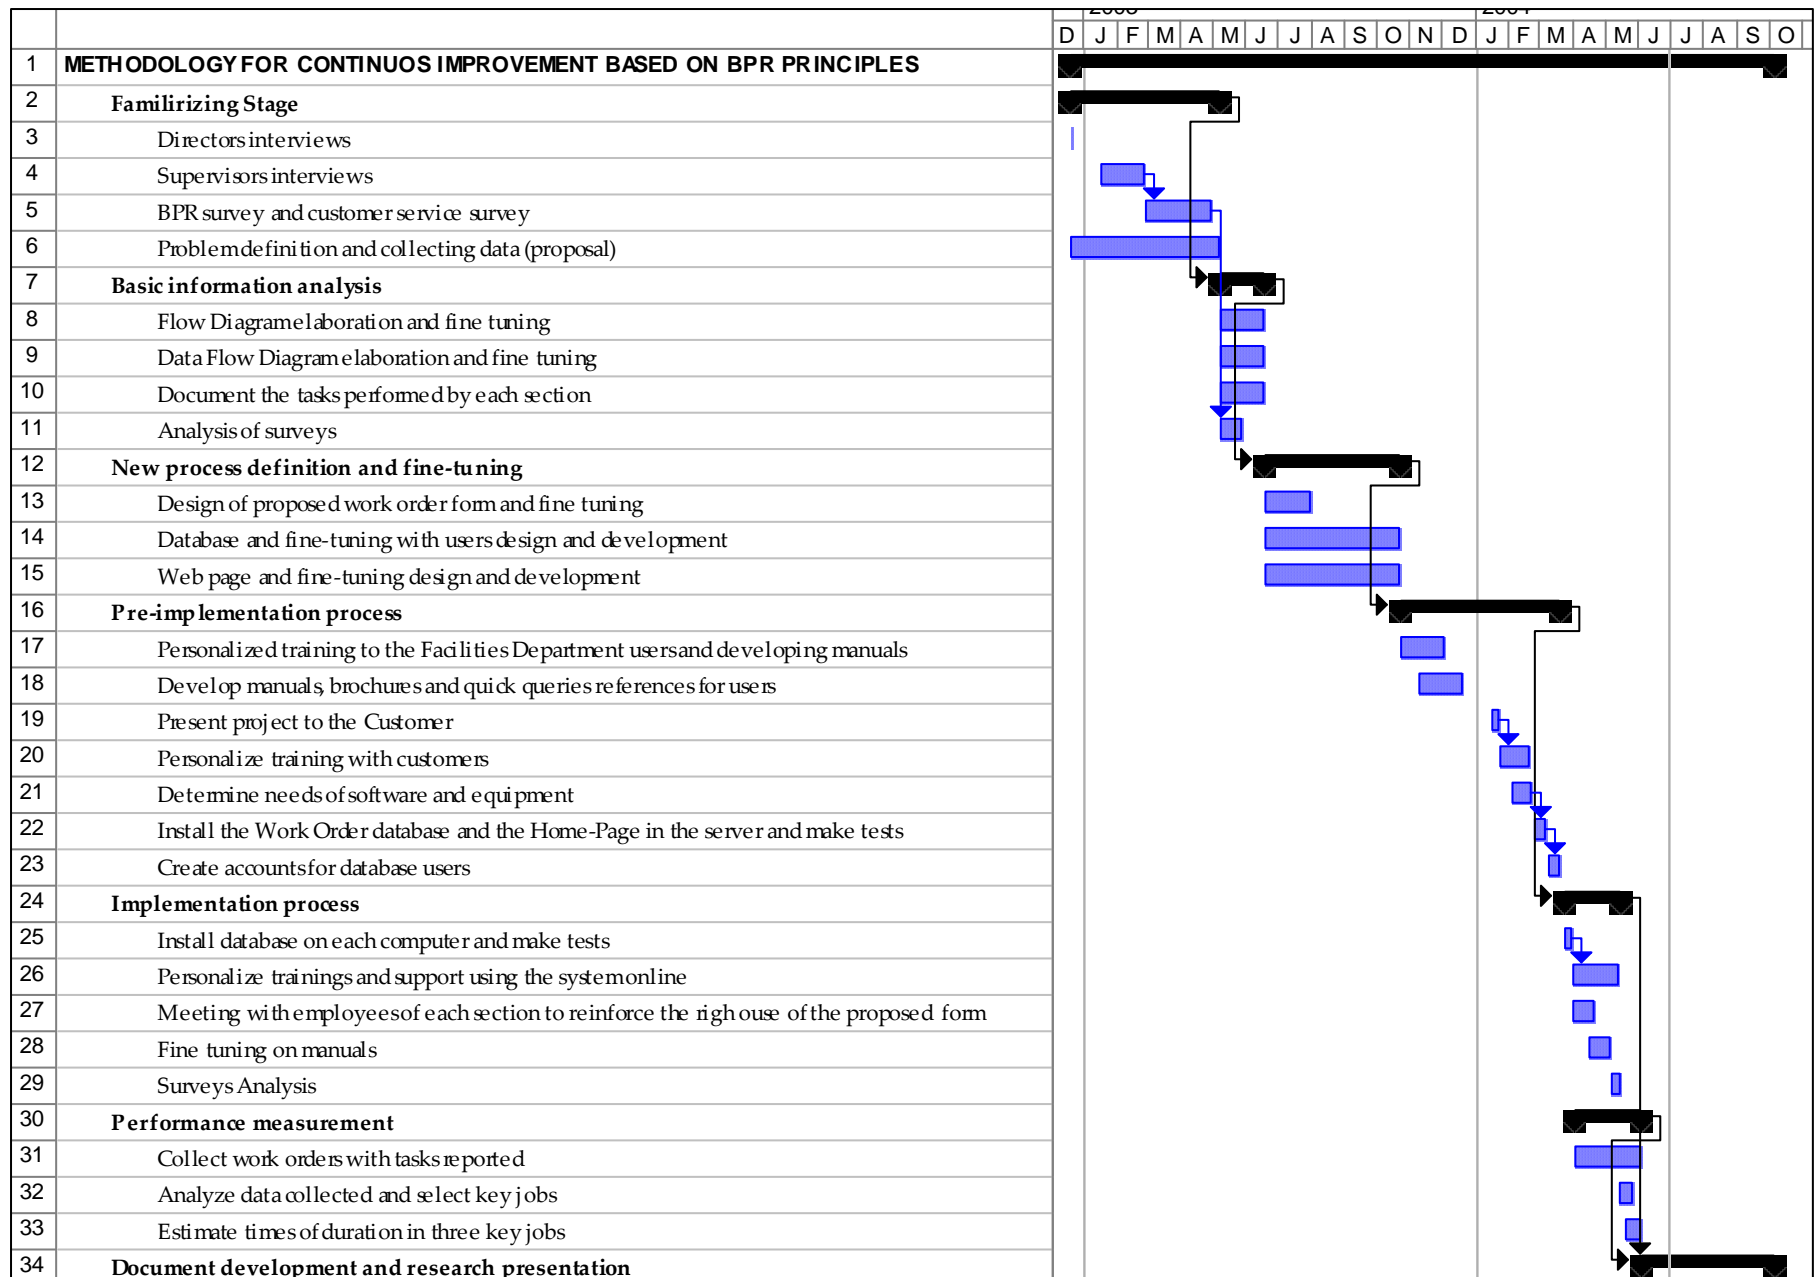 2003 2004
D J F M A M J J A S O N D J F M A M J J A S O
1 METHODOLOGY FOR CONTINUOS IMPROVEMENT BASED ON BPR PRINCIPLES
2 Familirizing Stage
3 Directors interviews
4 Supervisors interviews
5 BPR survey and customer service survey
6 Problem definition and collecting data (proposal)
7 Basic information analysis
8 Flow Diagram elaboration and fine tuning
9 Data Flow Diagram elaboration and fine tuning
10 Document the tasks performed by each section
11 Analysis of surveys
12 New process definition and fine-tuning
13 Design of proposed work order form and fine tuning
14 Database and fine-tuning with users design and development
15 Web page and fine-tuning design and development
16 Pre-implementation process
17 Personalized training to the Facilities Department users and developing manuals
18 Develop manuals, brochures and quick queries references for users
19 Present project to the Customer
20 Personalize training with customers
21 Determine needs of software and equipment
22 Install the Work Order database and the Home-Page in the server and make tests
23 Create accounts for database users
24 Implementation process
25 Install database on each computer and make tests
26 Personalize trainings and support using the system online
27 Meeting with employees of each section to reinforce the righ ouse of the proposed form
28 Fine tuning on manuals
29 Surveys Analysis
30 Performance measurement
31 Collect work orders with tasks reported
32 Analyze data collected and select key jobs
33 Estimate times of duration in three key jobs
34 Document development and research presentation